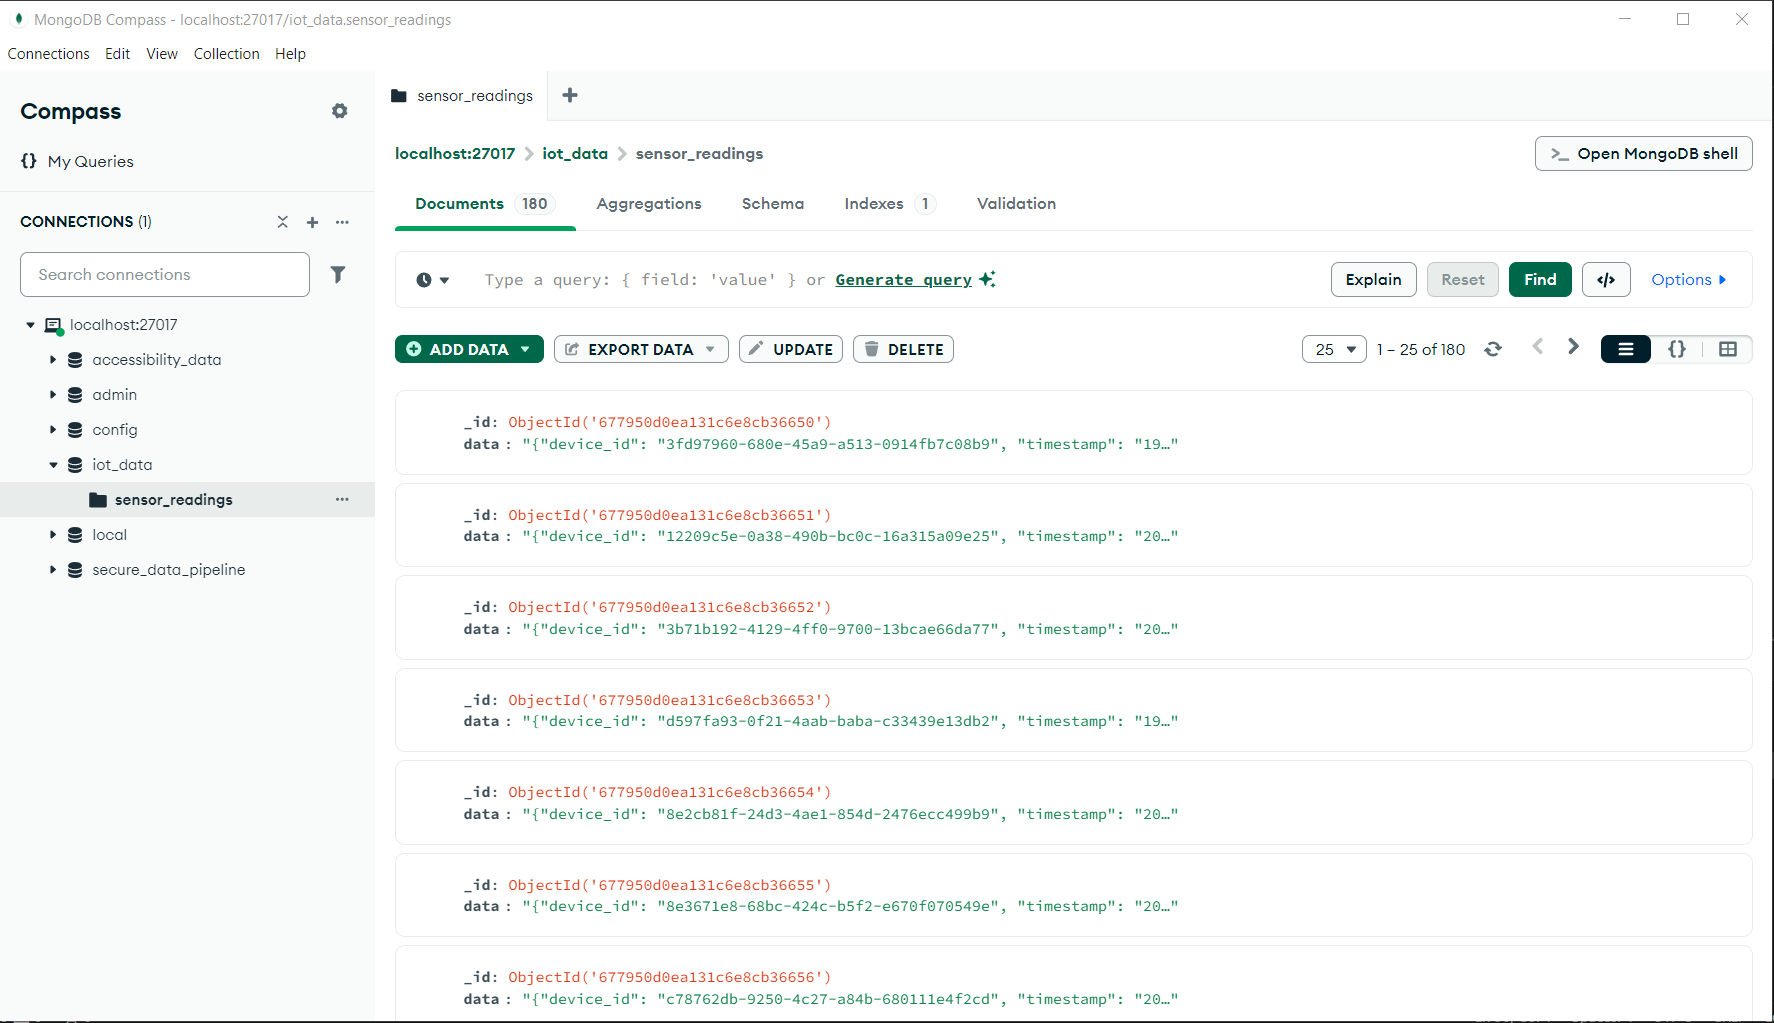 MongoDB Compass - localhost:27017/iot_data.sensor_readings
Connections Edit View Collection Help
Compass
{} My Queries
CONNECTIONS (1)
Search connections
localhost:27017
accessibility_data
admin
config
iot_data
sensor_readings
local
secure_data_pipeline
sensor_readings
localhost:27017 > iot_data > sensor_readings
>_ Open MongoDB shell
Documents 180 Aggregations Schema Indexes 1 Validation
Type a query: { field: 'value' } or Generate query
Explain Reset Find </> Options
ADD DATA EXPORT DATA UPDATE DELETE
25 1 – 25 of 180 {}
_id: ObjectId('677950d0ea131c6e8cb36650')
data : "{"device_id": "3fd97960-680e-45a9-a513-0914fb7c08b9", "timestamp": "19…"
_id: ObjectId('677950d0ea131c6e8cb36651')
data : "{"device_id": "12209c5e-0a38-490b-bc0c-16a315a09e25", "timestamp": "20…"
_id: ObjectId('677950d0ea131c6e8cb36652')
data : "{"device_id": "3b71b192-4129-4ff0-9700-13bcae66da77", "timestamp": "20…"
_id: ObjectId('677950d0ea131c6e8cb36653')
data : "{"device_id": "d597fa93-0f21-4aab-baba-c33439e13db2", "timestamp": "19…"
_id: ObjectId('677950d0ea131c6e8cb36654')
data : "{"device_id": "8e2cb81f-24d3-4ae1-854d-2476ecc499b9", "timestamp": "20…"
_id: ObjectId('677950d0ea131c6e8cb36655')
data : "{"device_id": "8e3671e8-68bc-424c-b5f2-e670f070549e", "timestamp": "20…"
_id: ObjectId('677950d0ea131c6e8cb36656')
data : "{"device_id": "c78762db-9250-4c27-a84b-680111e4f2cd", "timestamp": "20…"